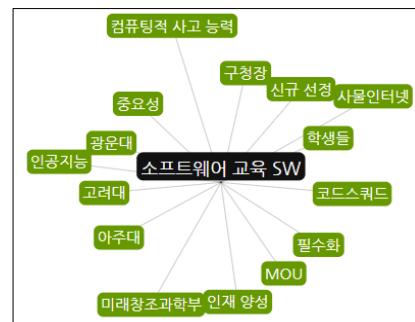 컴퓨팅적 사고 능력
구청장
신규 선정
사물인터넷
중요성
학생들
광운대
인공지능
소프트웨어 교육 SW
고려대
코드스쿼드
아주대
필수화
MOU
미래창조과학부
인재 양성